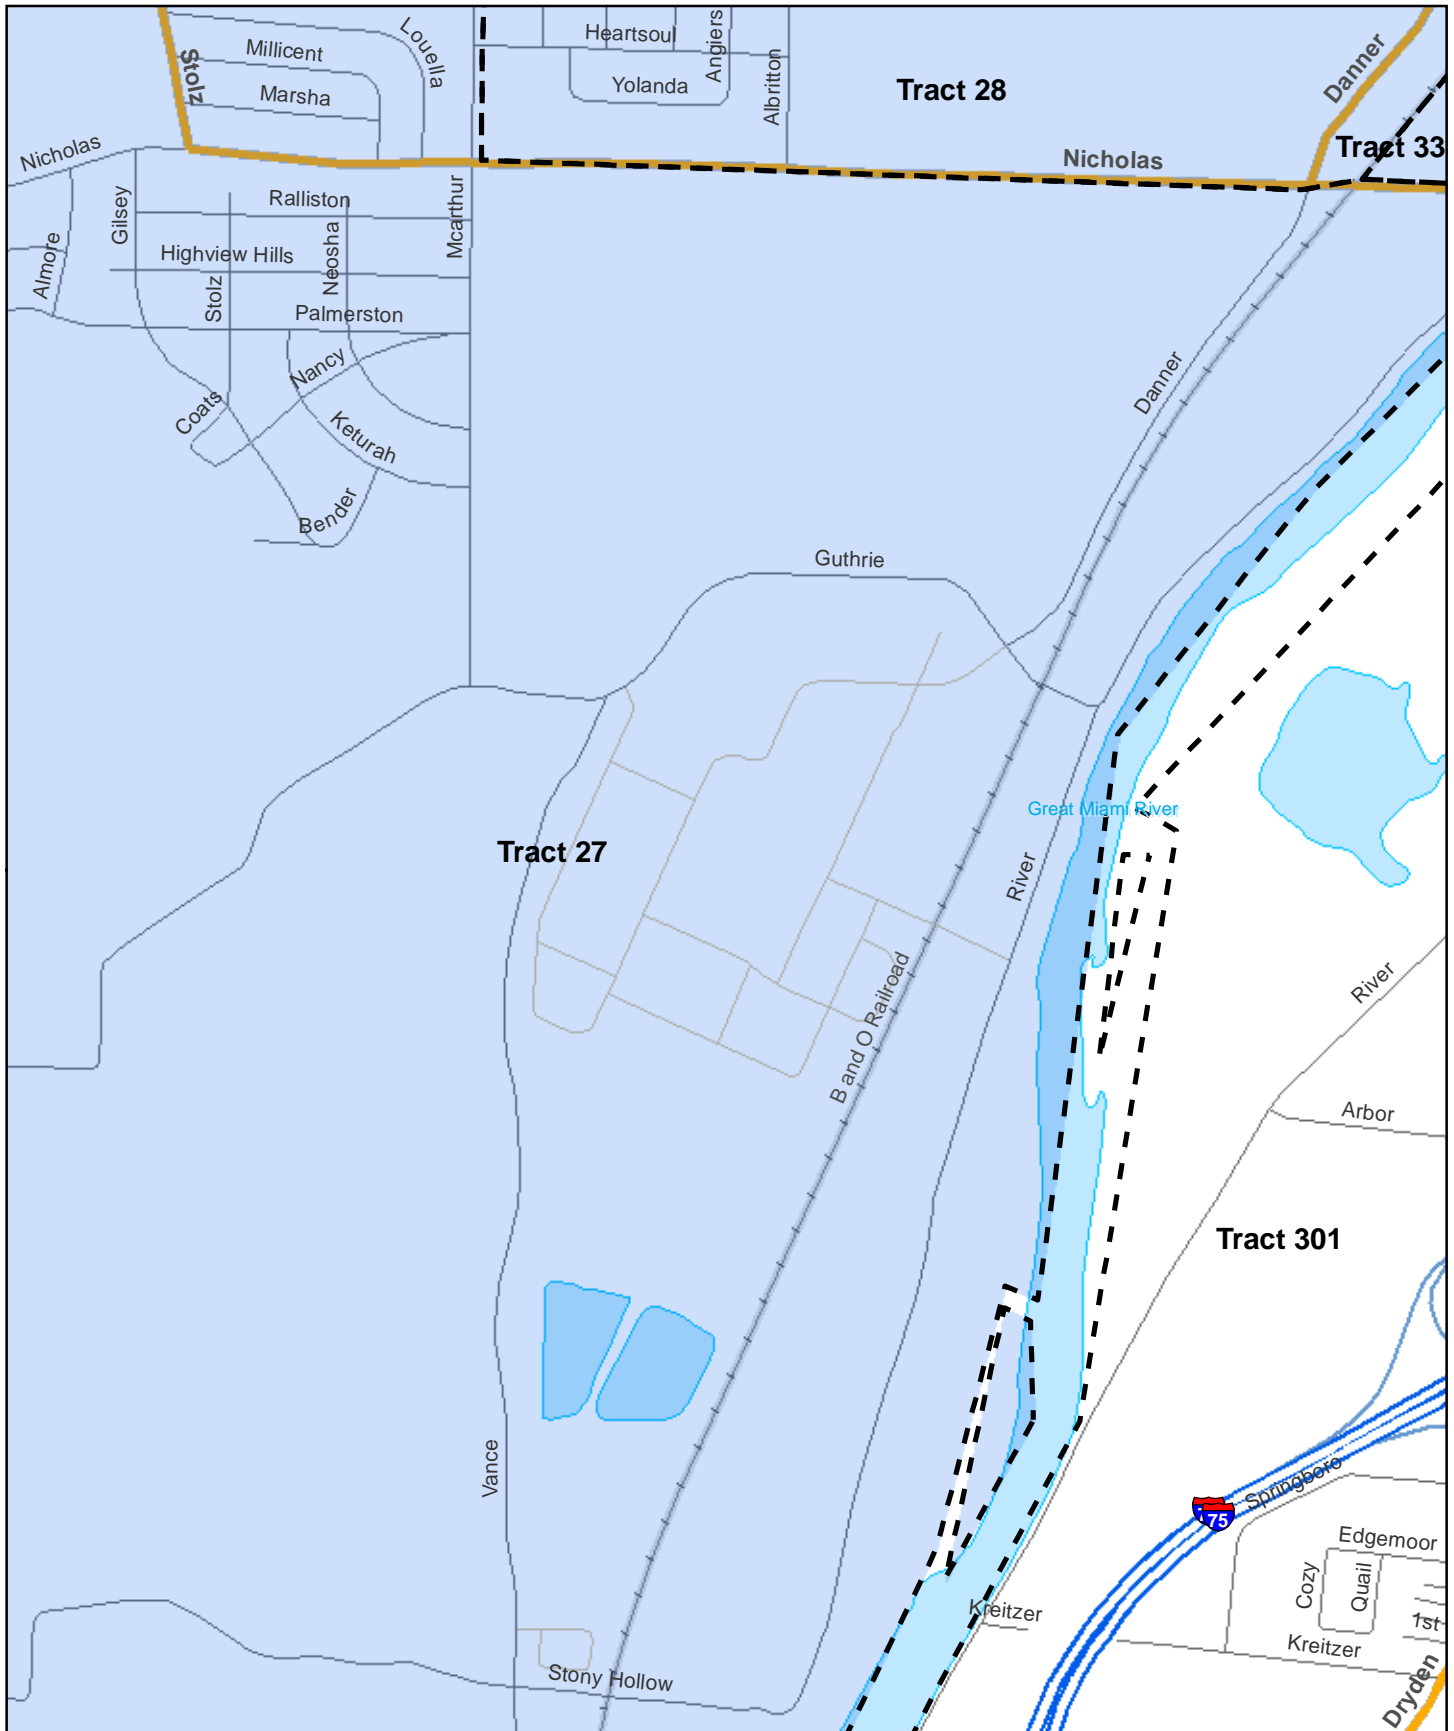 Louella
Heartsoul
Angiers
Danner
Millicent
Stolz
Yolanda
Albritton
Tract 28
Marsha
Nicholas
Nicholas
Tract 33
Gilsey
Ralliston
Mcarthur
Neosha
Highview Hills
Almore
Stolz
Palmerston
Nancy
Danner
Coats
Keturah
Bender
Guthrie
Great Miami River
Tract 27
River
River
B and O Railroad
Arbor
Tract 301
Vance
Springboro
75
Edgemoor
Cozy
Quail
Kreitzer
1st
Kreitzer
Stony Hollow
Dryden